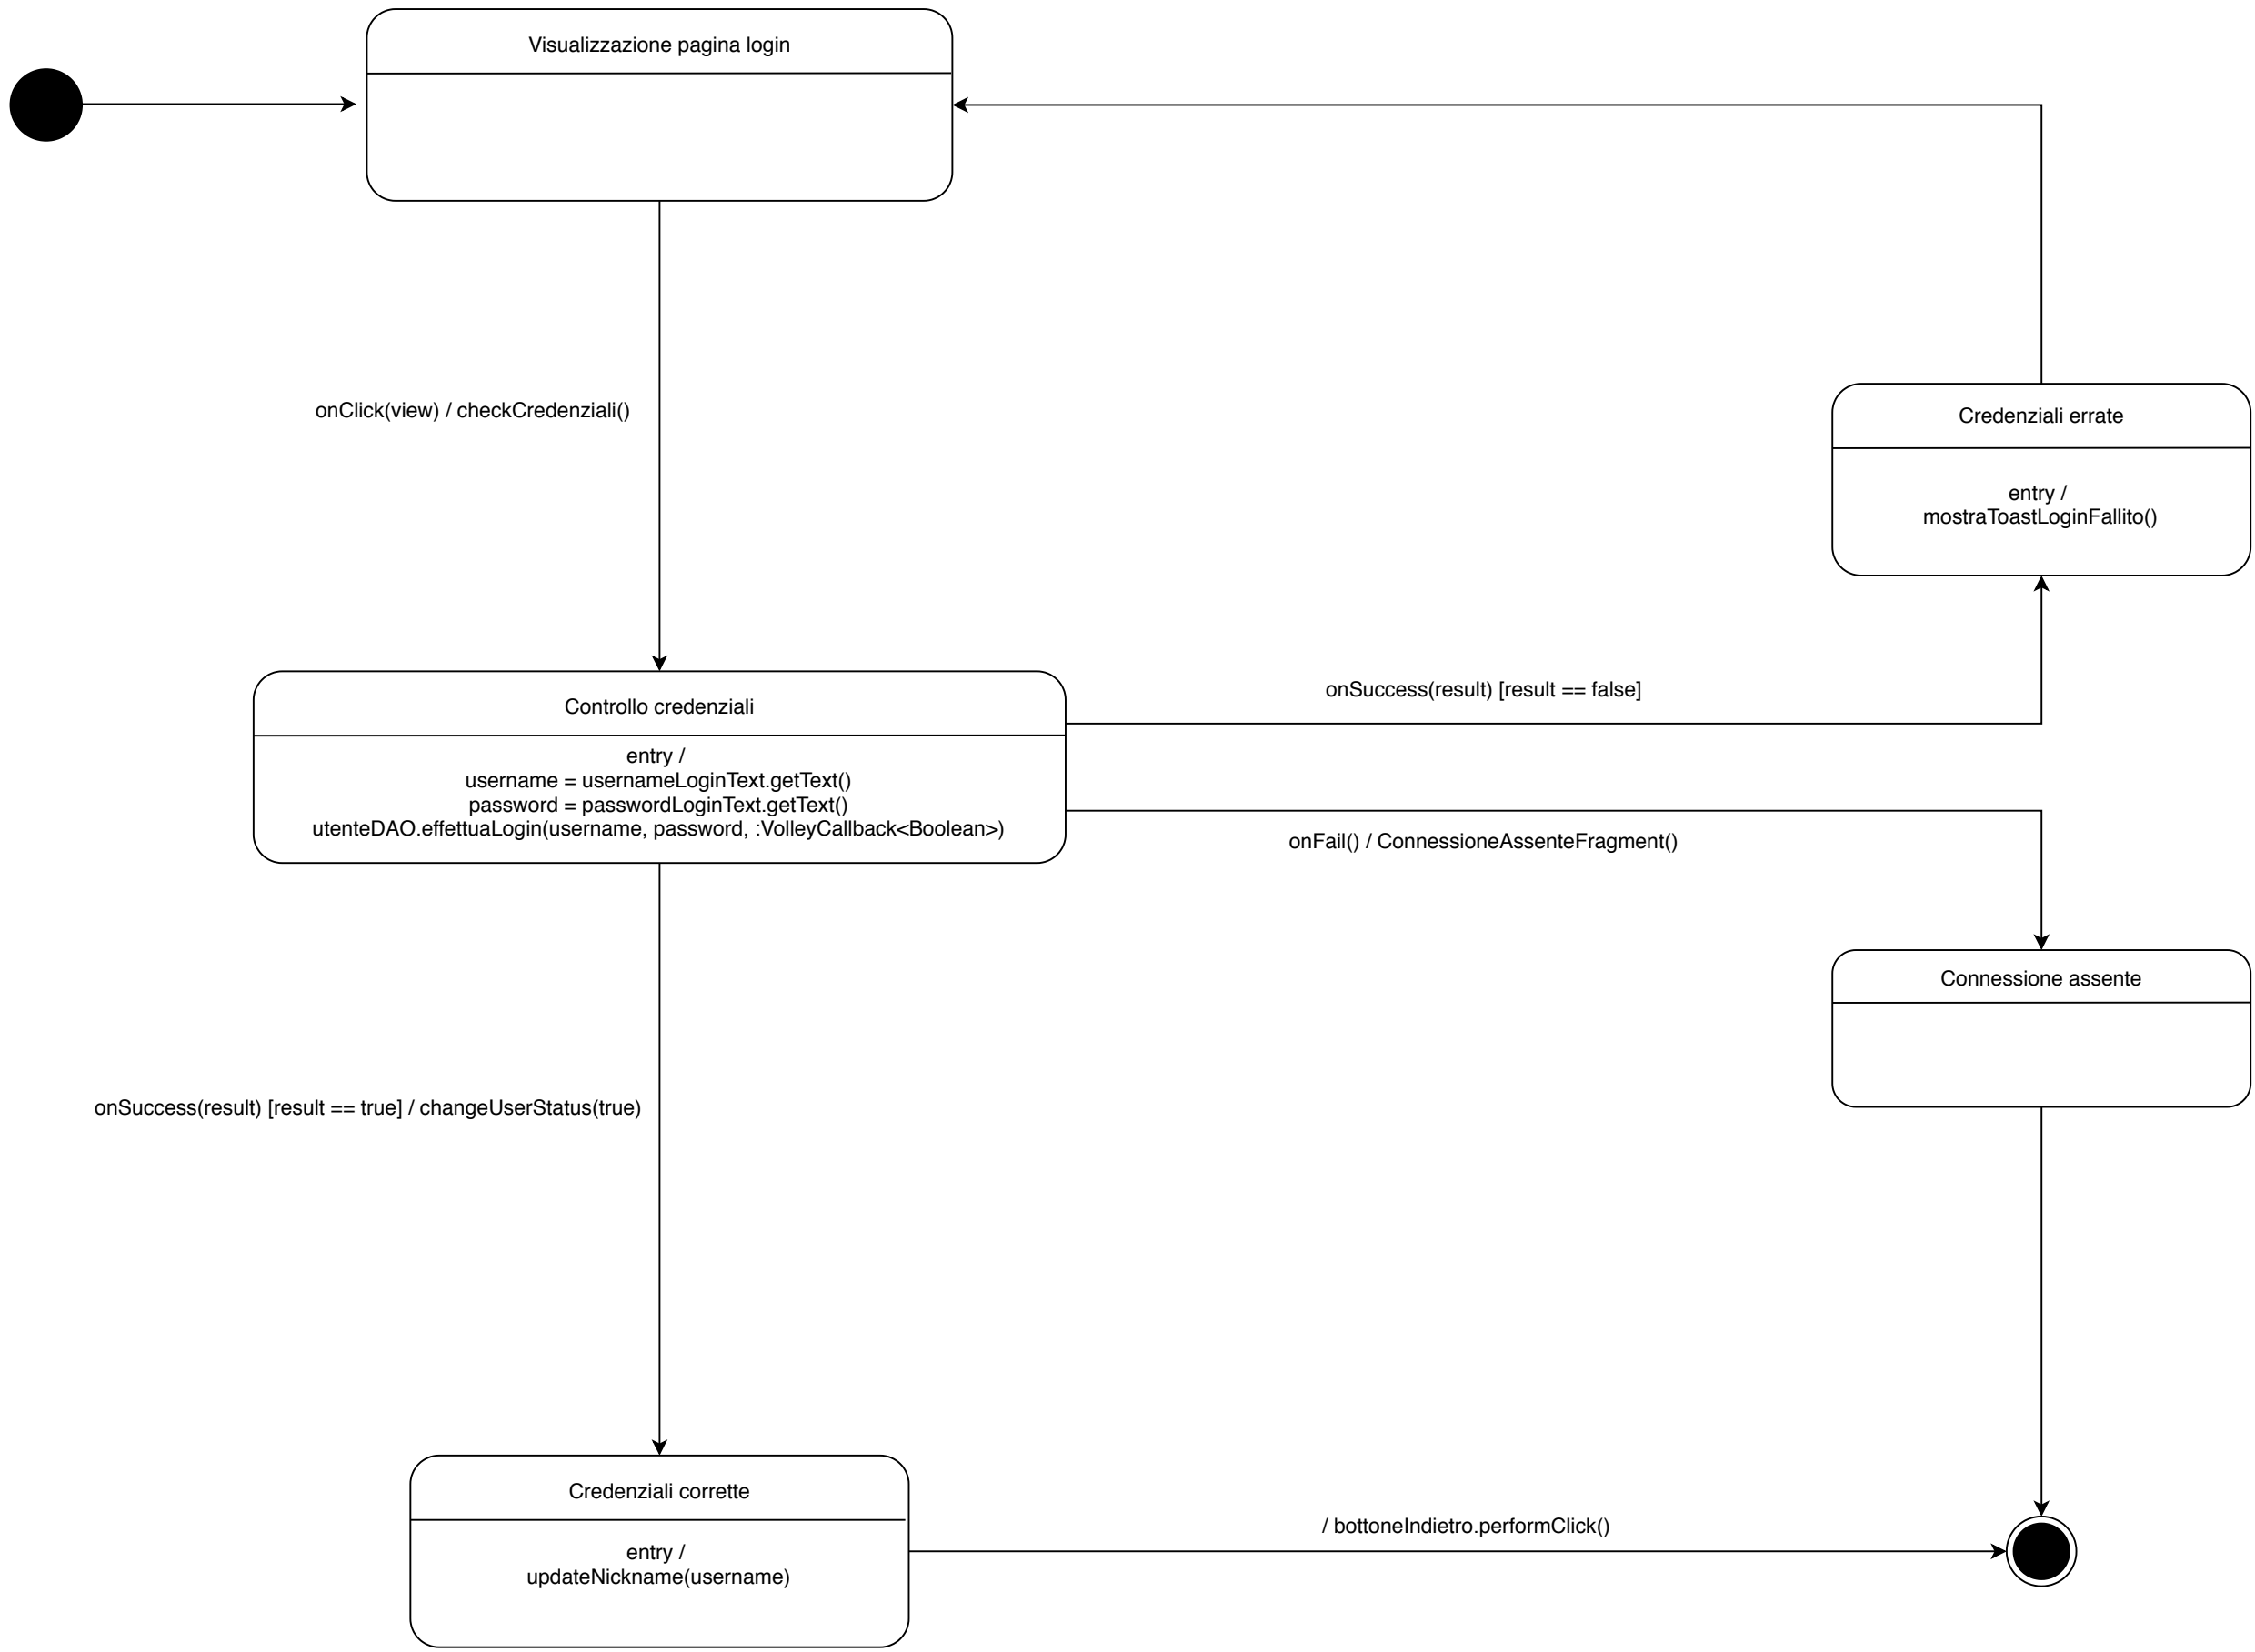 Visualizzazione pagina login
onClick(view) / checkCredenziali()
Credenziali errate
entry /
mostraToastLoginFallito()
onSuccess(result) [result == false]
Controllo credenziali
entry /
username = usernameLoginText.getText()
password = passwordLoginText.getText()
utenteDAO.effettuaLogin(username, password, :VolleyCallback<Boolean>)
onFail() / ConnessioneAssenteFragment()
Connessione assente
onSuccess(result) [result == true] / changeUserStatus(true)
Credenziali corrette
entry /
updateNickname(username)
/ bottoneIndietro.performClick()